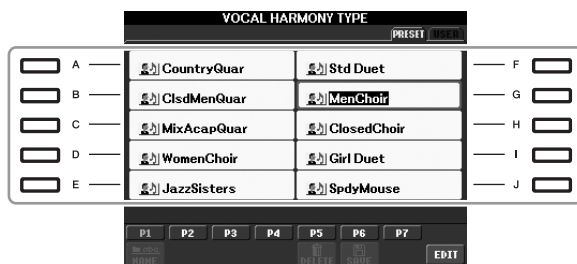 VOCAL HARMONY TYPE
PRESET USER
A CountryQuar Std Duet F
B ClsdMenQuar MenChoir G
C MixAcapQuar ClosedChoir H
D WomenChoir Girl Duet I
E JazzSisters SpdyMouse J
P1 P2 P3 P4 P5 P6 P7
NAME DELETE SAVE EDIT